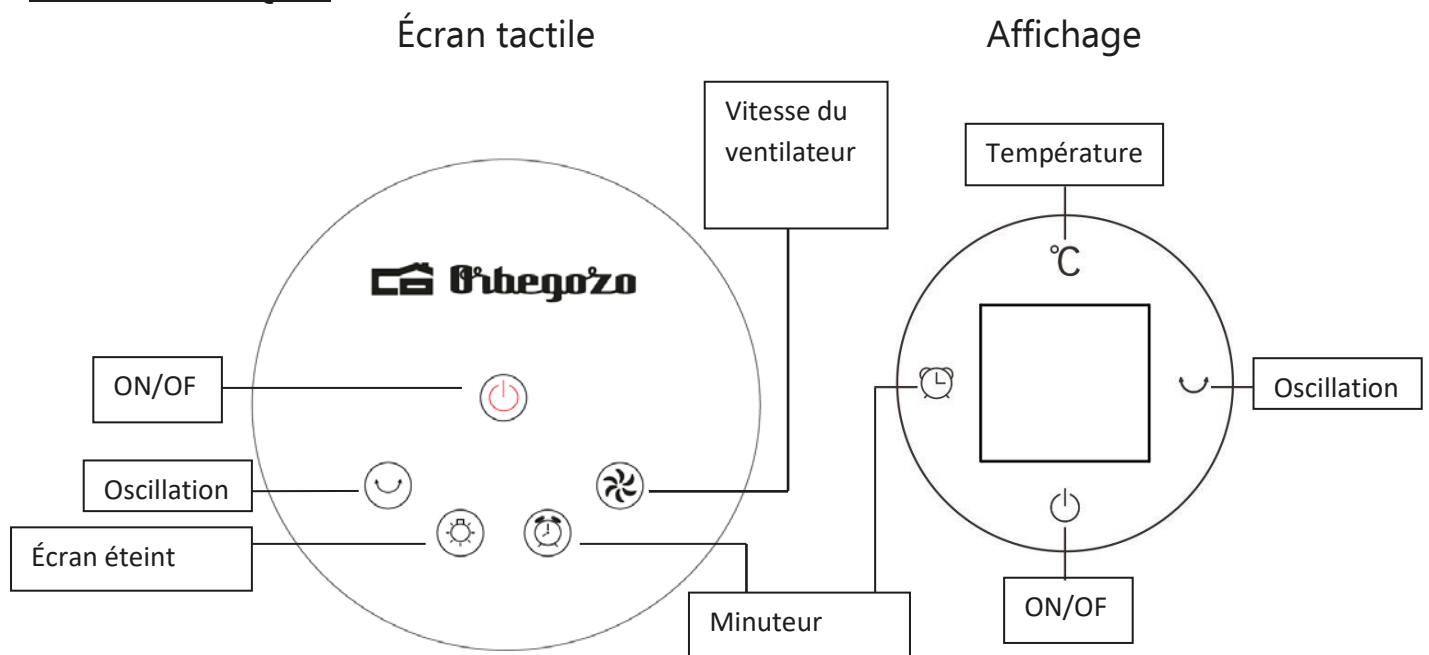 Écran tactile
Affichage
Vitesse du
ventilateur
Température
°C
Orbegozo
ON/OF
Oscillation
Oscillation
Écran éteint
Minuteur
ON/OF